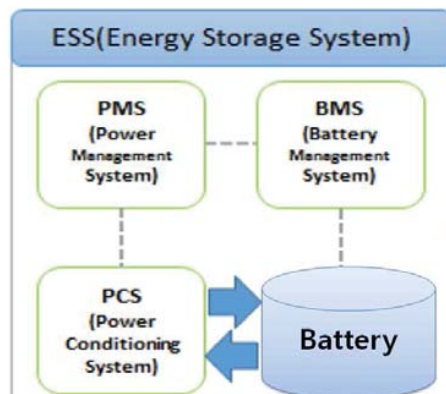 ESS(Energy Storage System)
PMS
(Power
Management
System)
BMS
(Battery
Management
System)
PCS
(Power
Conditioning
System)
Battery